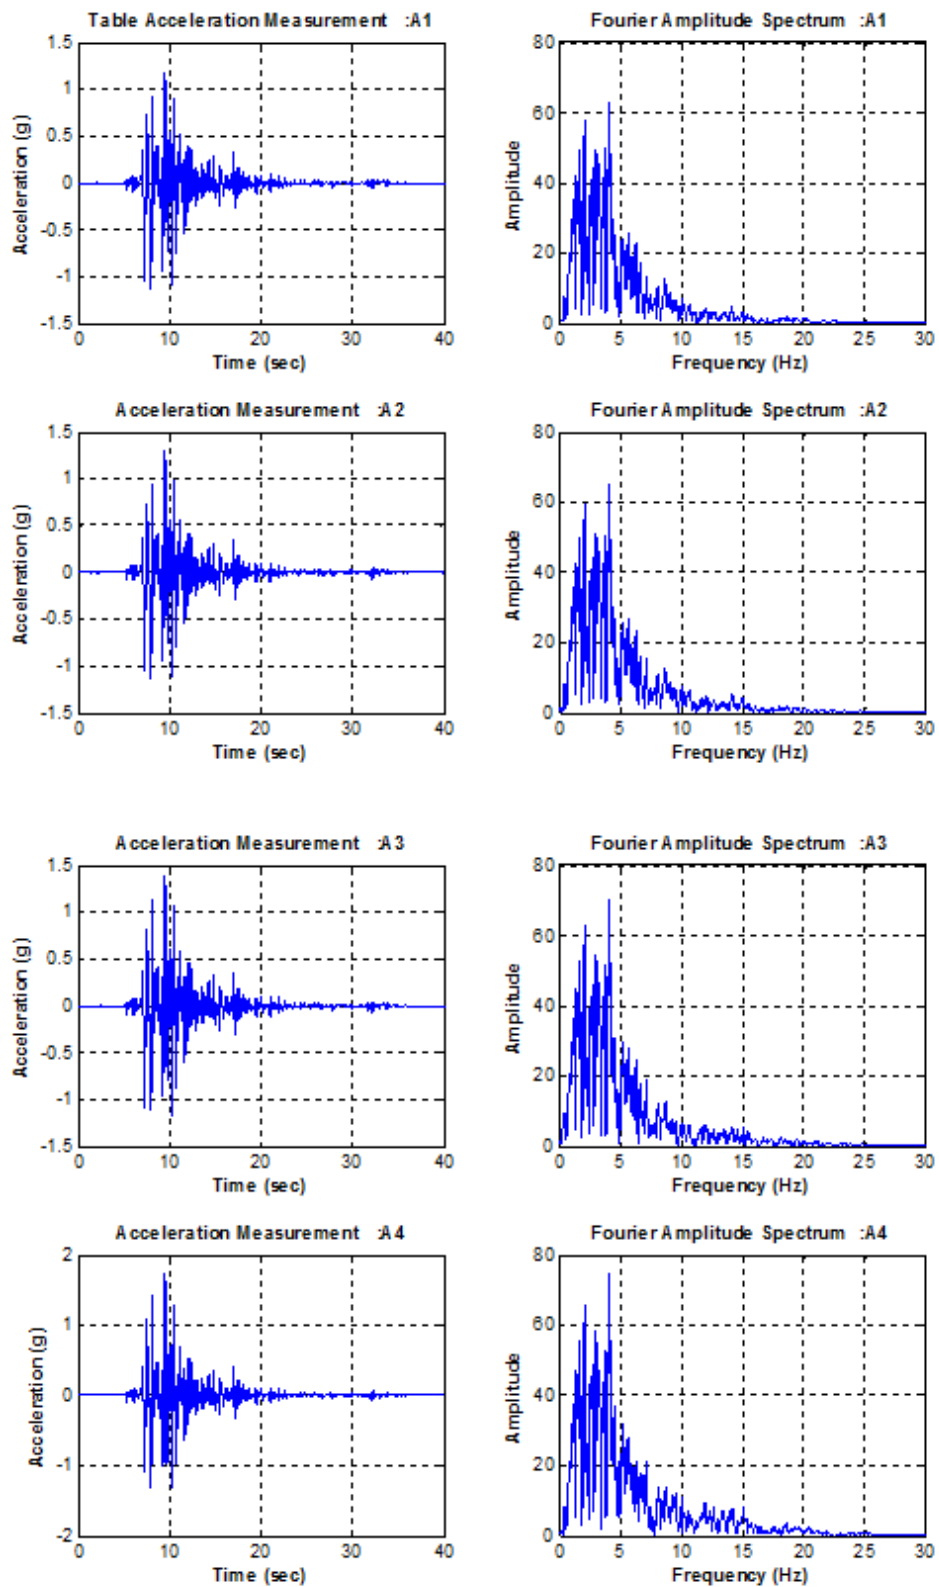 Table Acceleration Measurement :A1
Fourier Amplitude Spectrum :A1
1.5
1
0.5
0
-0.5
-1
-1.5
Acceleration (g)
0 10 20 30 40
Time (sec)
80
60
40
20
0
Amplitude
0 5 10 15 20 25 30
Frequency (Hz)
Acceleration Measurement :A2
Fourier Amplitude Spectrum :A2
1.5
1
0.5
0
-0.5
-1
-1.5
Acceleration (g)
0 10 20 30 40
Time (sec)
80
60
40
20
0
Amplitude
0 5 10 15 20 25 30
Frequency (Hz)
Acceleration Measurement :A3
Fourier Amplitude Spectrum :A3
1.5
1
0.5
0
-0.5
-1
-1.5
Acceleration (g)
0 10 20 30 40
Time (sec)
80
60
40
20
0
Amplitude
0 5 10 15 20 25 30
Frequency (Hz)
Acceleration Measurement :A4
Fourier Amplitude Spectrum :A4
2
1
0
-1
-2
Acceleration (g)
0 10 20 30 40
Time (sec)
80
60
40
20
0
Amplitude
0 5 10 15 20 25 30
Frequency (Hz)